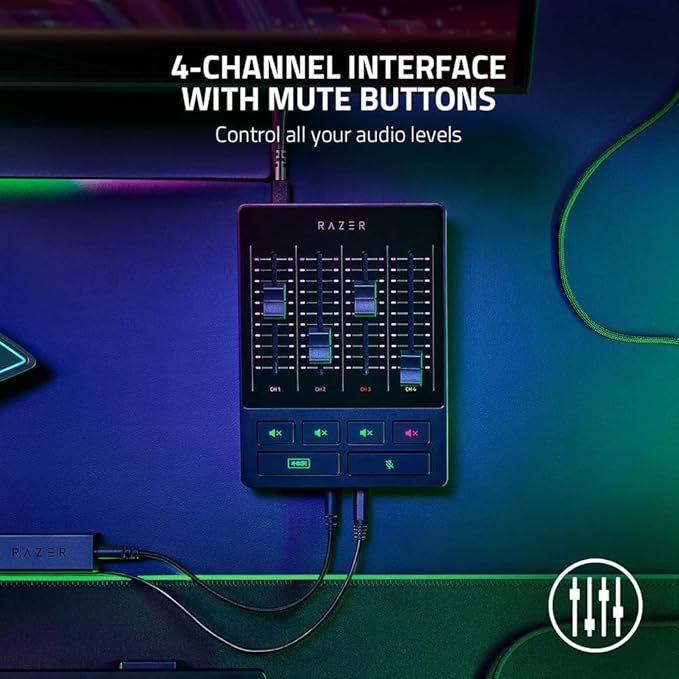 4-CHANNEL INTERFACE
WITH MUTE BUTTONS
Control all your audio levels
RAZER
CH 1 CH 2 CH 3 CH 4
RAZER